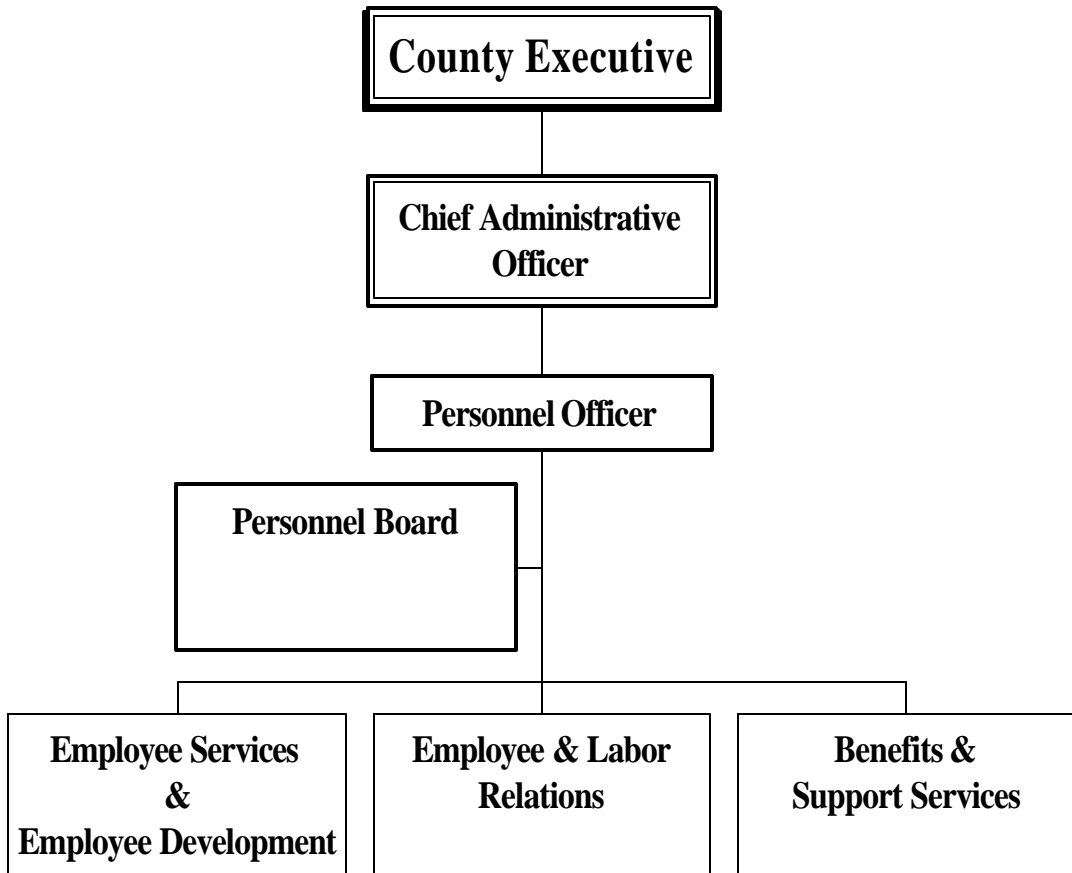 County Executive
Chief Administrative
Officer
Personnel Officer
Personnel Board
Employee Services
&
Employee Development
Employee & Labor
Relations
Benefits &
Support Services